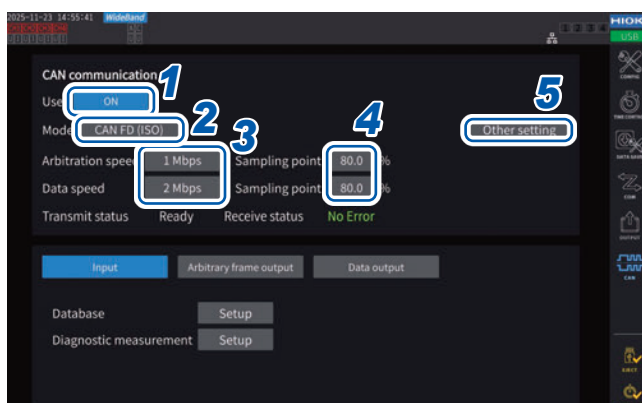 2025-11-23 14:55:41 WideBand
HIOKI
USB
CAN communication
1
Use ON
2
5
Mode CAN FD (ISO)
Other setting
3
4
Arbitration speed 1 Mbps Sampling point 80.0 %
Data speed 2 Mbps Sampling point 80.0 %
Transmit status Ready Receive status No Error
Input Arbitrary frame output Data output
Database Setup
Diagnostic measurement Setup
CONFIG
TIME CONTROL
DATA SAVE
COM
OUTPUT
CAN
EJECT